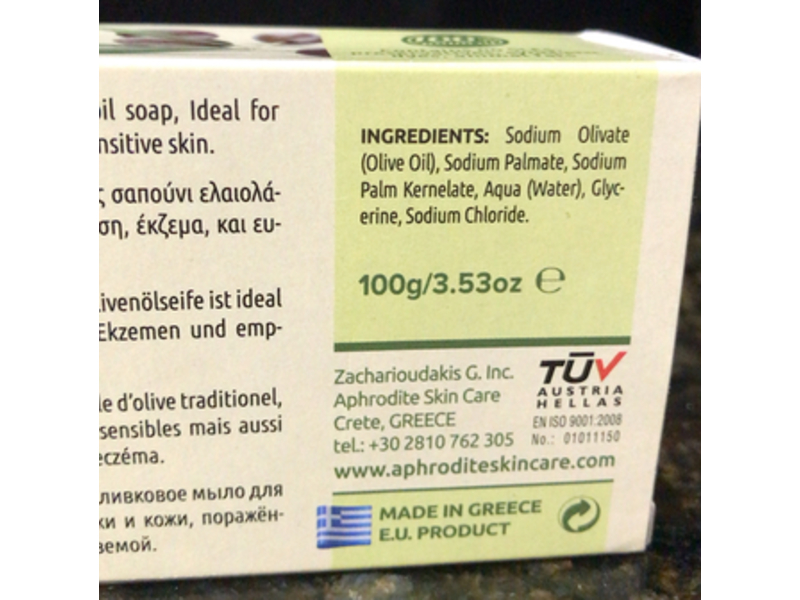 oil soap, Ideal for
nsitive skin.
ς σαπούνι ελαιολά-
ση, έκζεμα, και ευ-
ivenölseife ist ideal
Ekzemen und emp-
le d'olive traditionel,
sensibles mais aussi
eczéma.
ливковое мыло для
ки и кожи, поражён-
земой.
INGREDIENTS: Sodium Olivate
(Olive Oil), Sodium Palmate, Sodium
Palm Kernelate, Aqua (Water), Glyc-
erine, Sodium Chloride.
100g/3.53oz ℮
Zacharioudakis G. Inc.
Aphrodite Skin Care
Crete, GREECE
tel.: +30 2810 762 305
www.aphroditeskincare.com
TÜV
AUSTRIA
HELLAS
EN ISO 9001:2008
No.: 01011150
MADE IN GREECE
E.U. PRODUCT